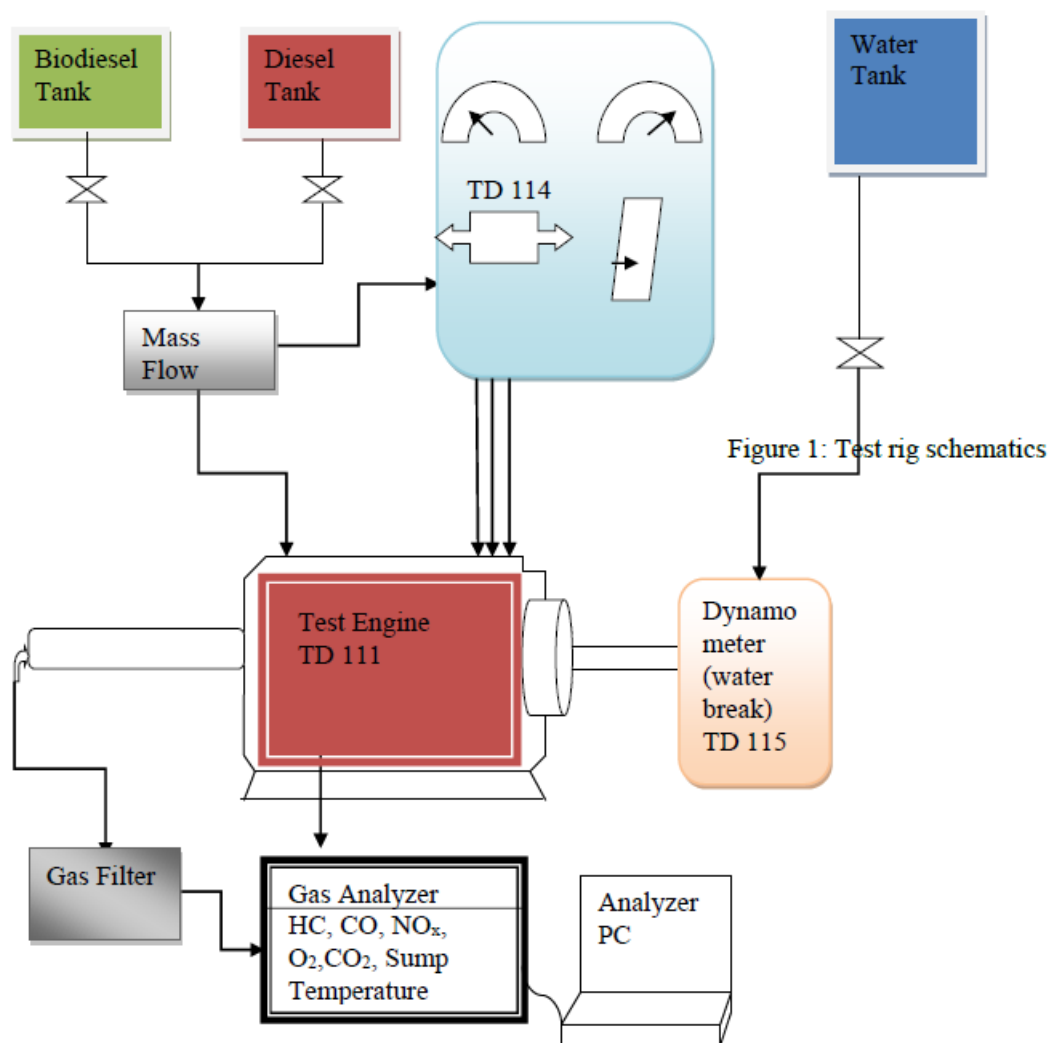 Biodiesel
Tank
Diesel
Tank
Water
Tank
TD 114
Mass
Flow
Figure 1: Test rig schematics
Test Engine
TD 111
Dynamo
meter
(water
break)
TD 115
Gas Filter
Gas Analyzer
HC, CO, NOₓ,
O₂,CO₂, Sump
Temperature
Analyzer
PC